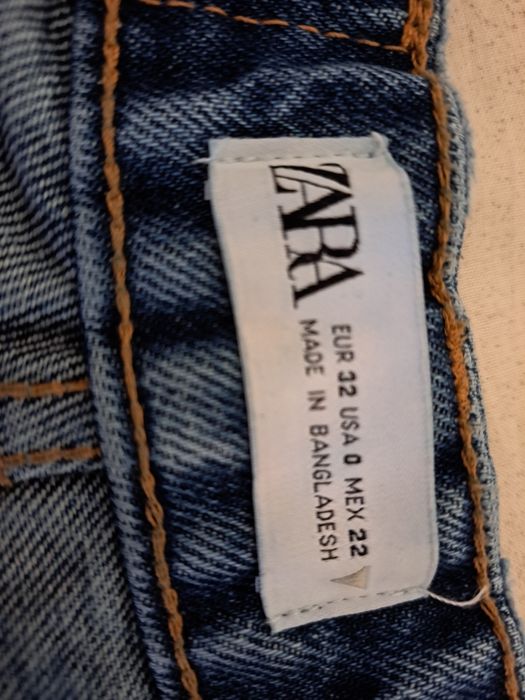 ZARA
EUR 32 USA 0 MEX 22
MADE IN BANGLADESH